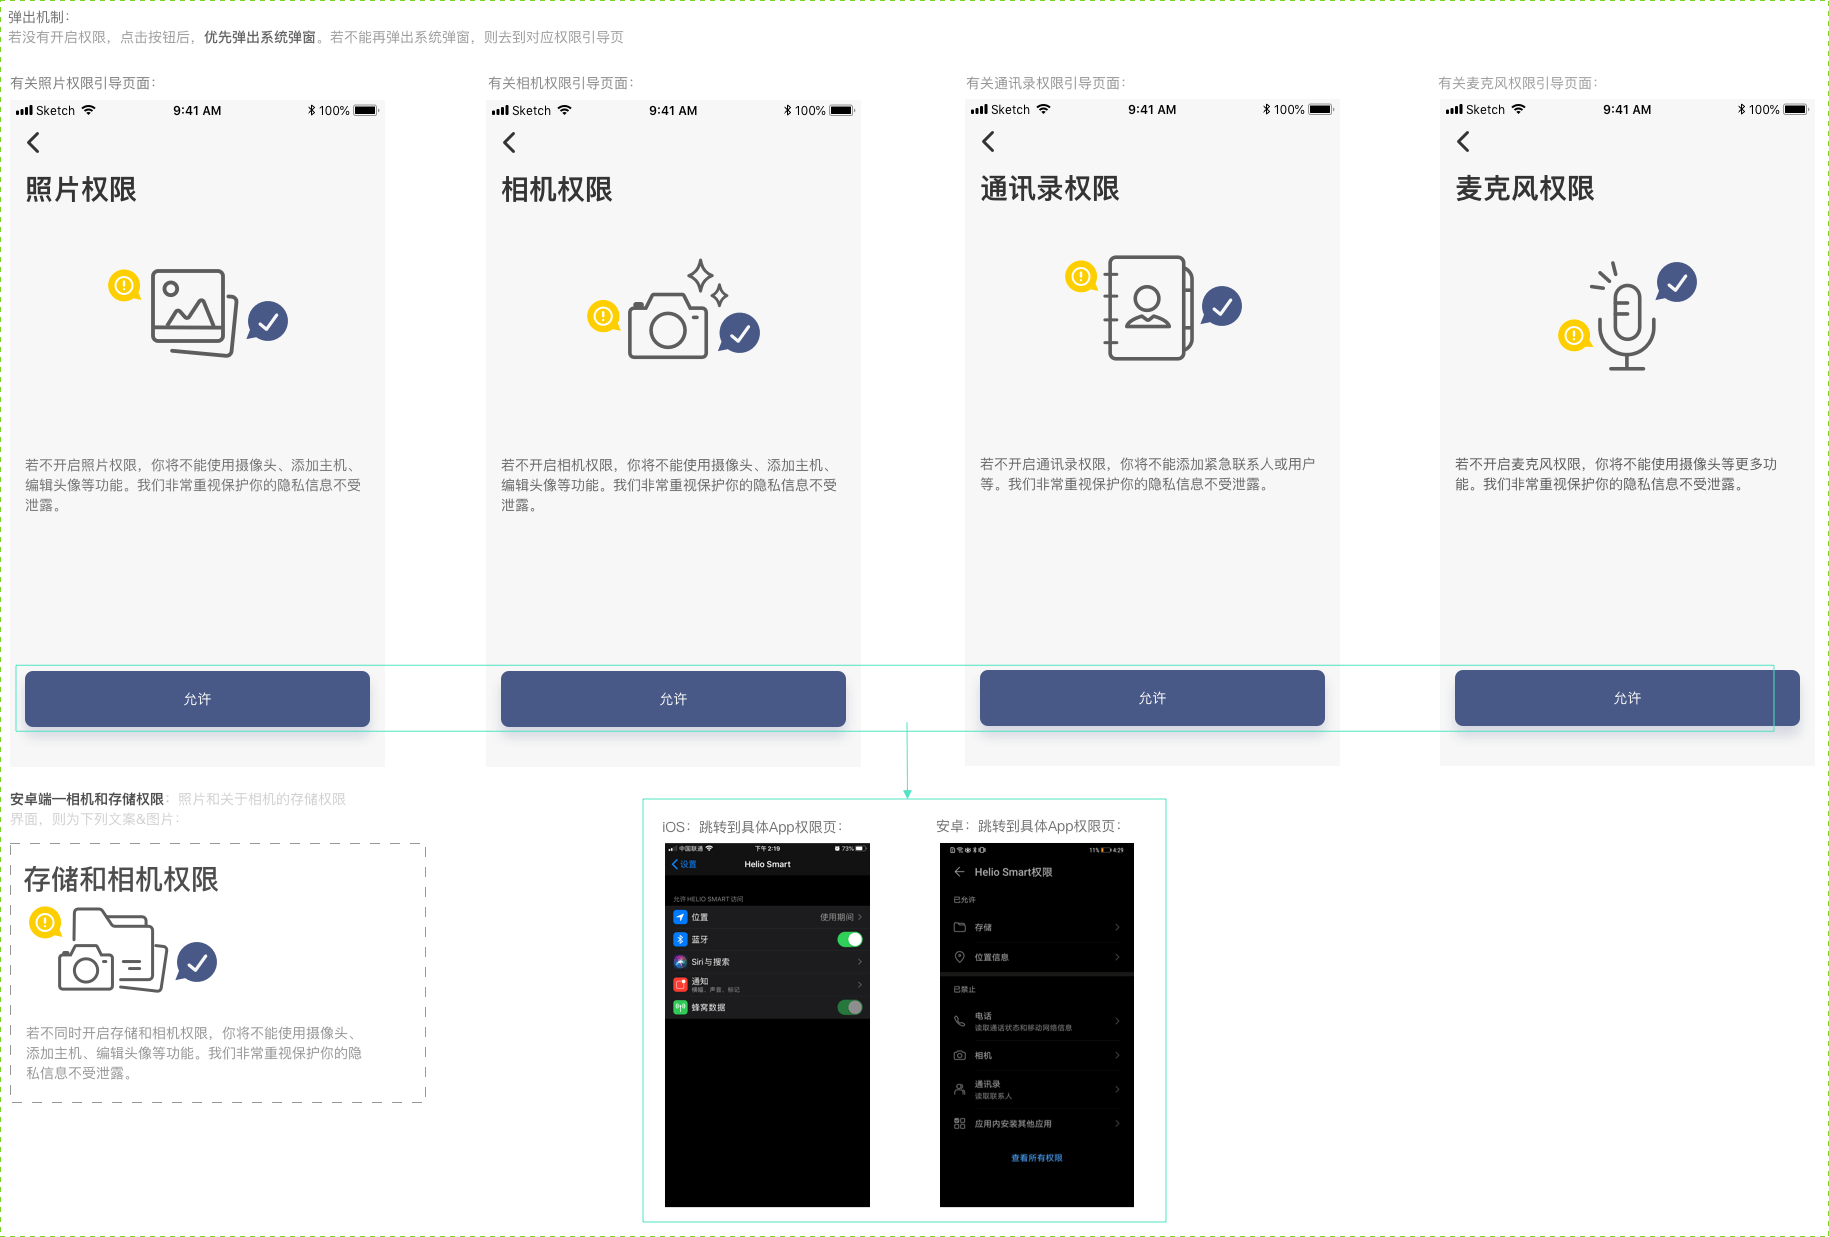 弹出机制：
若没有开启权限，点击按钮后，优先弹出系统弹窗。若不能再弹出系统弹窗，则去到对应权限引导页
有关照片权限引导页面：
Sketch 9:41 AM 100%
照片权限
若不开启照片权限，你将不能使用摄像头、添加主机、
编辑头像等功能。我们非常重视保护你的隐私信息不受
泄露。
允许
有关相机权限引导页面：
Sketch 9:41 AM 100%
相机权限
若不开启相机权限，你将不能使用摄像头、添加主机、
编辑头像等功能。我们非常重视保护你的隐私信息不受
泄露。
允许
有关通讯录权限引导页面：
Sketch 9:41 AM 100%
通讯录权限
若不开启通讯录权限，你将不能添加紧急联系人或用户
等。我们非常重视保护你的隐私信息不受泄露。
允许
有关麦克风权限引导页面：
Sketch 9:41 AM 100%
麦克风权限
若不开启麦克风权限，你将不能使用摄像头等更多功
能。我们非常重视保护你的隐私信息不受泄露。
允许
安卓端—相机和存储权限：照片和关于相机的存储权限
界面，则为下列文案&图片：
存储和相机权限
若不同时开启存储和相机权限，你将不能使用摄像头、
添加主机、编辑头像等功能。我们非常重视保护你的隐
私信息不受泄露。
iOS：跳转到具体App权限页：
中国联通 下午2:19 73%
设置 Helio Smart
允许 HELIO SMART 访问
位置 使用期间
蓝牙
Siri与搜索
通知
横幅、声音、标记
蜂窝数据
安卓：跳转到具体App权限页：
11% 4:29
Helio Smart权限
已允许
存储
位置信息
已禁止
电话
读取通话状态和移动网络信息
相机
通讯录
读取联系人
应用内安装其他应用
查看所有权限